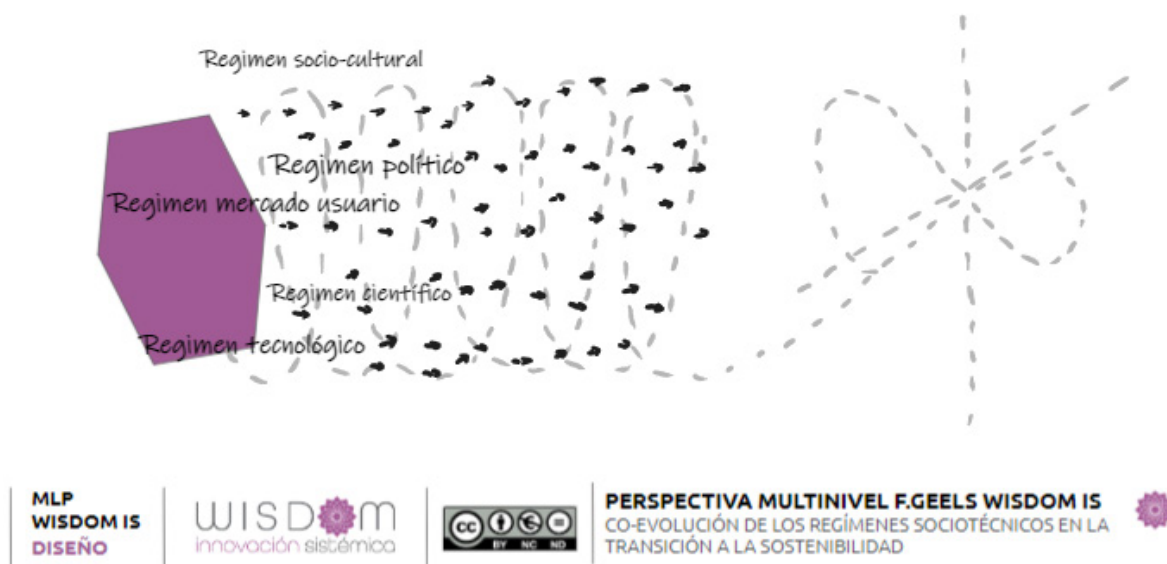 Regimen socio-cultural
Regimen político
Regimen mercado usuario
Regimen científico
Regimen tecnológico
MLP
WISDOM IS
DISEÑO
WISDOM
innovación sistémica
cc
BY NC ND
PERSPECTIVA MULTINIVEL F.GEELS WISDOM IS
CO-EVOLUCIÓN DE LOS REGÍMENES SOCIOTÉCNICOS EN LA
TRANSICIÓN A LA SOSTENIBILIDAD